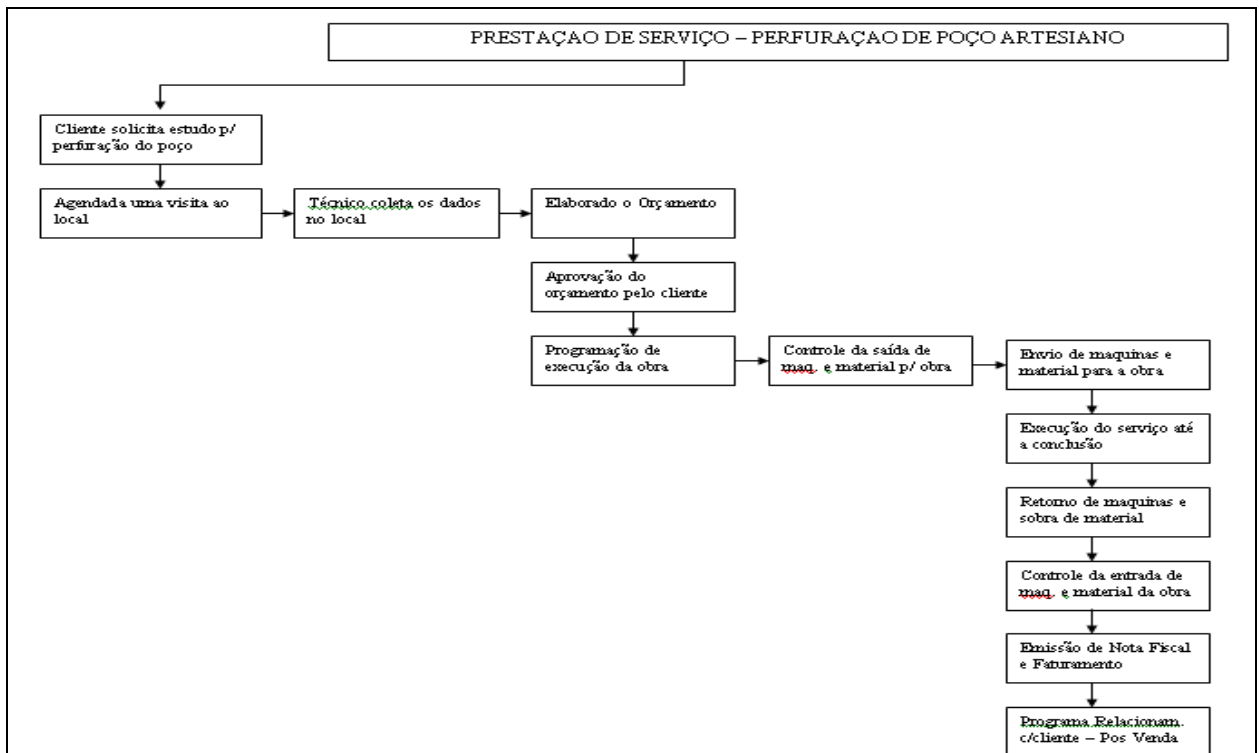 PRESTAÇAO DE SERVIÇO – PERFURAÇAO DE POÇO ARTESIANO
Cliente solicita estudo p/
perfuração do poço
Agendada uma visita ao
local
Técnico coleta os dados
no local
Elaborado o Orçamento
Aprovação do
orçamento pelo cliente
Programação de
execução da obra
Controle da saída de
maq. e material p/ obra
Envio de maquinas e
material para a obra
Execução do serviço até
a conclusão
Retorno de maquinas e
sobra de material
Controle da entrada de
maq. e material da obra
Emissão de Nota Fiscal
e Faturamento
Programa Relacionam.
c/cliente – Pos Venda